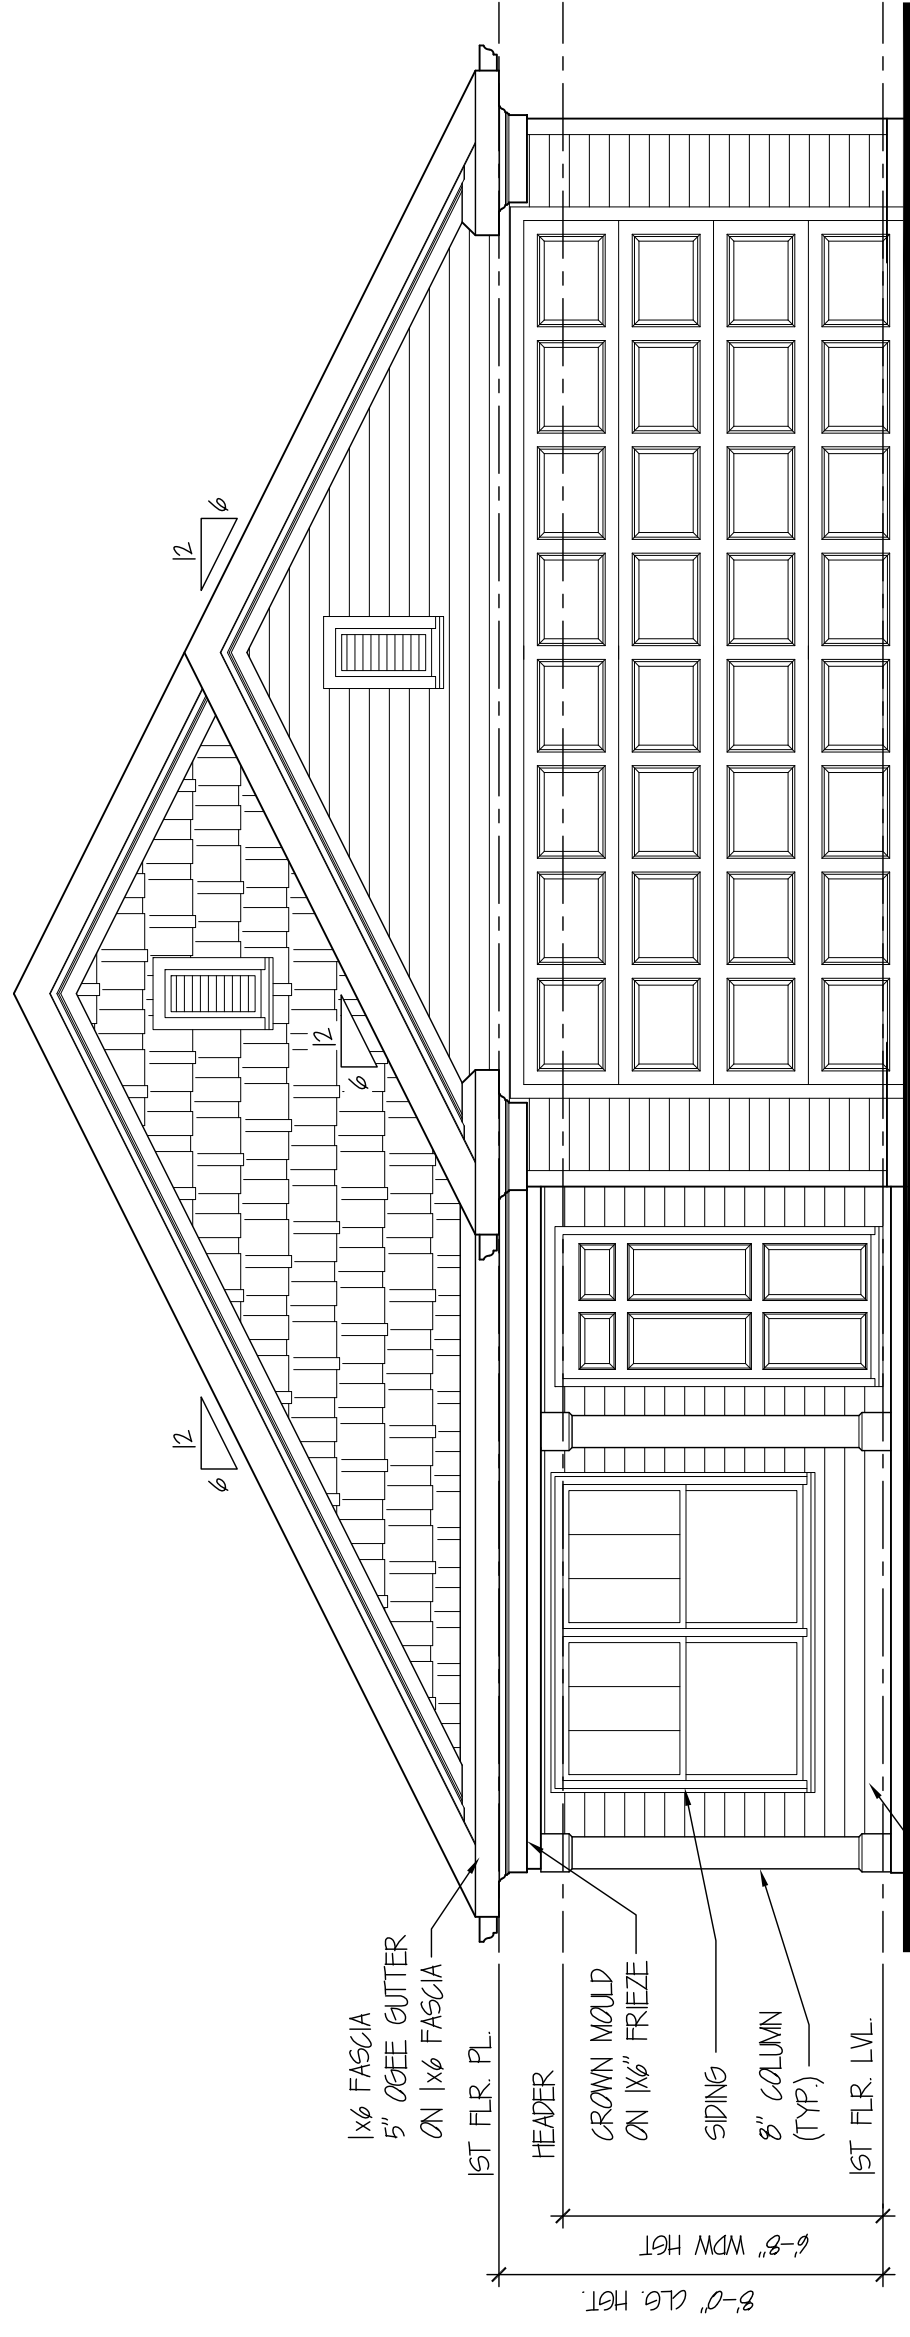 1x6 FASCIA
5" OGEE GUTTER
ON 1x6 FASCIA
1ST FLR. PL.
HEADER
CROWN MOULD
ON 1X6" FRIEZE
SIDING
8" COLUMN
(TYP.)
1ST FLR. LVL.
6'-8" WDW HGT
8'-0" CLG. HGT.
12
6
12
6
12
6